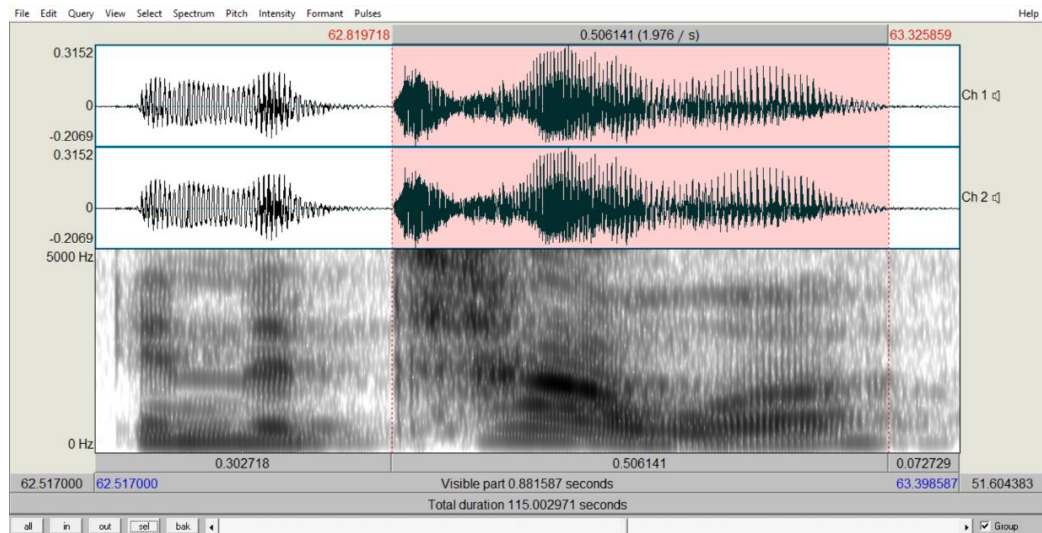 File Edit Query View Select Spectrum Pitch Intensity Formant Pulses Help
62.819718 0.506141 (1.976 / s) 63.325859
0.3152
0
-0.2069
Ch 1
0.3152
0
-0.2069
Ch 2
5000 Hz
0 Hz
0.302718 0.506141 0.072729
62.517000 62.517000 Visible part 0.881587 seconds 63.398587 51.604383
Total duration 115.002971 seconds
all in out sel bak Group